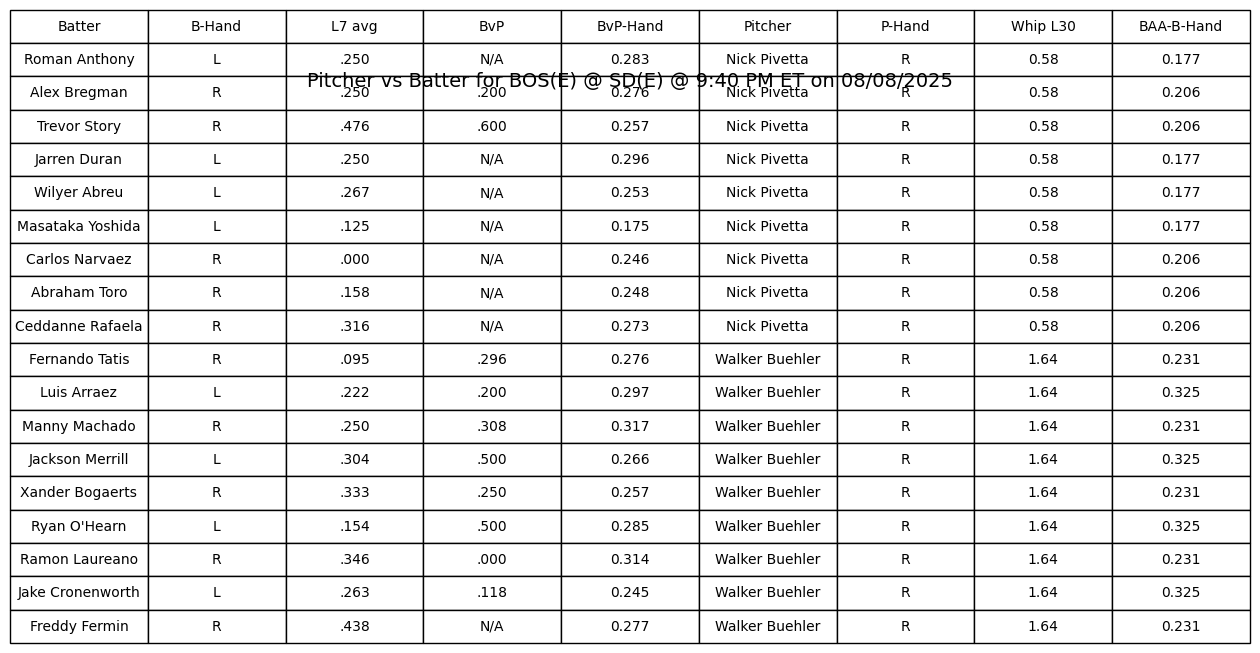 Batter B-Hand L7 avg BvP BvP-Hand Pitcher P-Hand Whip L30 BAA-B-Hand
Roman Anthony L .250 N/A 0.283 Nick Pivetta R 0.58 0.177
Pitcher vs Batter for BOS(E) @ SD(E) @ 9:40 PM ET on 08/08/2025
Alex Bregman R .250 .200 0.276 Nick Pivetta R 0.58 0.206
Trevor Story R .476 .600 0.257 Nick Pivetta R 0.58 0.206
Jarren Duran L .250 N/A 0.296 Nick Pivetta R 0.58 0.177
Wilyer Abreu L .267 N/A 0.253 Nick Pivetta R 0.58 0.177
Masataka Yoshida L .125 N/A 0.175 Nick Pivetta R 0.58 0.177
Carlos Narvaez R .000 N/A 0.246 Nick Pivetta R 0.58 0.206
Abraham Toro R .158 N/A 0.248 Nick Pivetta R 0.58 0.206
Ceddanne Rafaela R .316 N/A 0.273 Nick Pivetta R 0.58 0.206
Fernando Tatis R .095 .296 0.276 Walker Buehler R 1.64 0.231
Luis Arraez L .222 .200 0.297 Walker Buehler R 1.64 0.325
Manny Machado R .250 .308 0.317 Walker Buehler R 1.64 0.231
Jackson Merrill L .304 .500 0.266 Walker Buehler R 1.64 0.325
Xander Bogaerts R .333 .250 0.257 Walker Buehler R 1.64 0.231
Ryan O'Hearn L .154 .500 0.285 Walker Buehler R 1.64 0.325
Ramon Laureano R .346 .000 0.314 Walker Buehler R 1.64 0.231
Jake Cronenworth L .263 .118 0.245 Walker Buehler R 1.64 0.325
Freddy Fermin R .438 N/A 0.277 Walker Buehler R 1.64 0.231